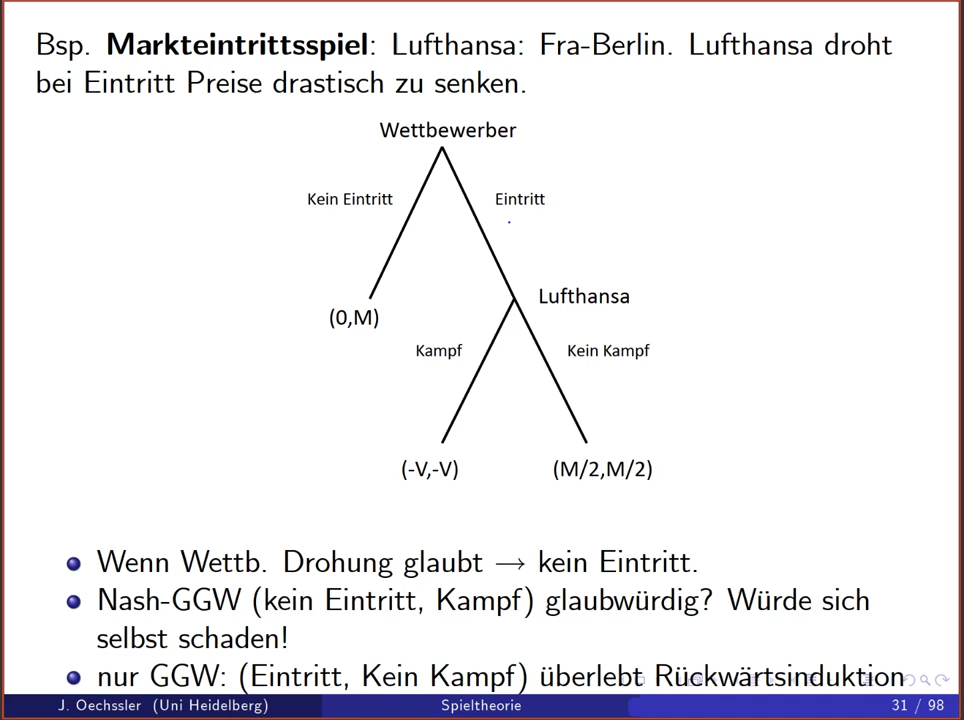 Bsp. Markteintrittsspiel: Lufthansa: Fra-Berlin. Lufthansa droht
bei Eintritt Preise drastisch zu senken.
Wettbewerber
Kein Eintritt
Eintritt
Lufthansa
(0,M)
Kampf
Kein Kampf
(-V,-V)
(M/2,M/2)
Wenn Wettb. Drohung glaubt → kein Eintritt.
Nash-GGW (kein Eintritt, Kampf) glaubwürdig? Würde sich
selbst schaden!
nur GGW: (Eintritt, Kein Kampf) überlebt Rückwärtsinduktion
J. Oechssler (Uni Heidelberg)
Spieltheorie
31 / 98